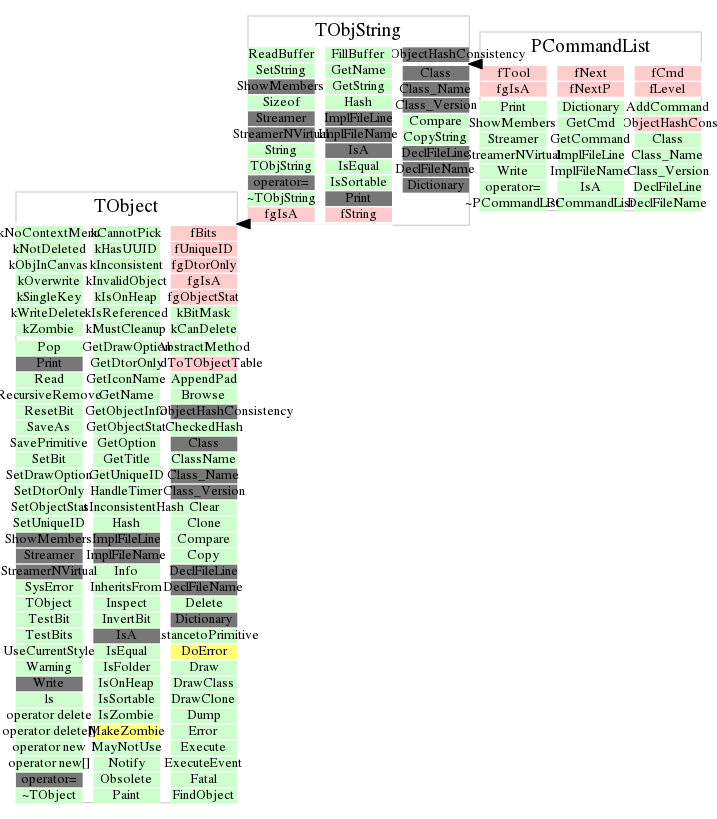 TObjString
ReadBuffer FillBuffer ObjectHashConsistency
SetString GetName Class
ShowMembers GetString Class_Name
Sizeof Hash Class_Version
Streamer ImplFileLine Compare
StreamerNVirtual ImplFileName CopyString
String IsA DeclFileLine
TObjString IsEqual DeclFileName
operator= IsSortable Dictionary
~TObjString Print
fgIsA fString
PCommandList
fTool fNext fCmd
fgIsA fNextP fLevel
Print Dictionary AddCommand
ShowMembers GetCmd ObjectHashCons
Streamer GetCommand Class
StreamerNVirtual ImplFileLine Class_Name
Write ImplFileName Class_Version
operator= IsA DeclFileLine
DeclFileName
TObject
kNoContextMenu kCannotPick fBits
kNotDeleted kHasUUID fUniqueID
kObjInCanvas kInconsistent fgDtorOnly
kOverwrite kInvalidObject fgIsA
kSingleKey kIsOnHeap fgObjectStat
kWriteDelete kIsReferenced kBitMask
kZombie kMustCleanup kCanDelete
Pop GetDrawOption AbstractMethod
Print GetDtorOnly dToTObjectTable
Read GetIconName AppendPad
RecursiveRemove GetName Browse
ResetBit GetObjectInfo ObjectHashConsistency
SaveAs GetObjectStat CheckedHash
SavePrimitive GetOption Class
SetBit GetTitle ClassName
SetDrawOption GetUniqueID Class_Name
SetDtorOnly HandleTimer Class_Version
SetObjectStat sInconsistentHash Clear
SetUniqueID Hash Clone
ShowMembers ImplFileLine Compare
Streamer ImplFileName Copy
StreamerNVirtual Info DeclFileLine
SysError InheritsFrom DeclFileName
TObject Inspect Delete
TestBit InvertBit Dictionary
TestBits IsA stancetoPrimitive
UseCurrentStyle IsEqual DoError
Warning IsFolder Draw
Write IsOnHeap DrawClass
ls IsSortable DrawClone
operator delete IsZombie Dump
operator delete[] MakeZombie Error
operator new MayNotUse Execute
operator new[] Notify ExecuteEvent
operator= Obsolete Fatal
~TObject Paint FindObject